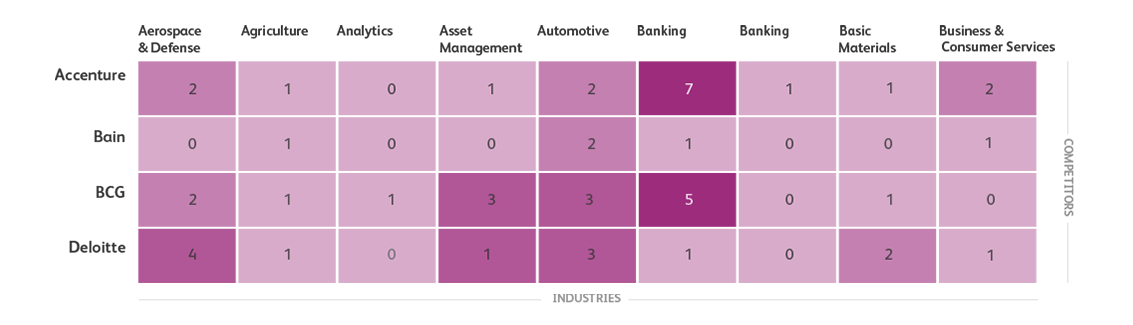 Aerospace Agriculture Analytics Asset Automotive Banking Banking Basic Business &
& Defense Management Materials Consumer Services
Accenture 2 1 0 1 2 7 1 1 2
Bain 0 1 0 0 2 1 0 0 1
BCG 2 1 1 3 3 5 0 1 0
Deloitte 4 1 0 1 3 1 0 2 1
COMPETITORS
INDUSTRIES